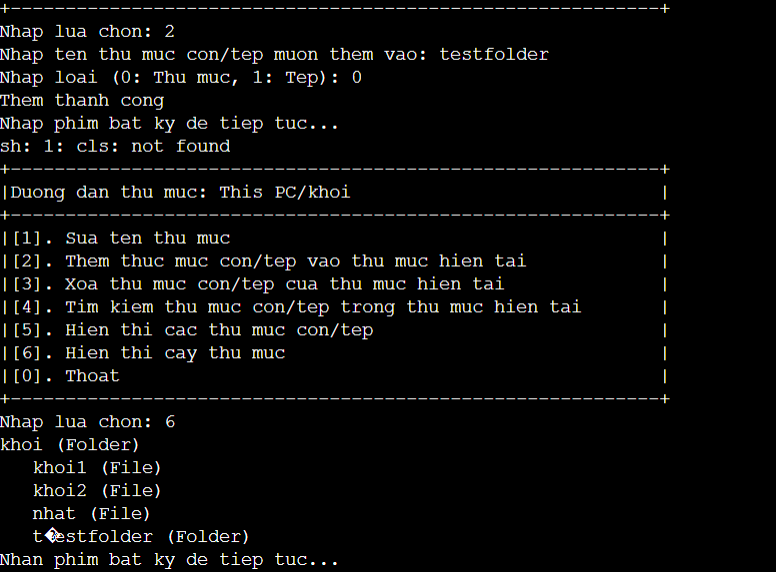 +-----------------------------------------------------------+
Nhap lua chon: 2
Nhap ten thu muc con/tep muon them vao: testfolder
Nhap loai (0: Thu muc, 1: Tep): 0
Them thanh cong
Nhap phim bat ky de tiep tuc...
sh: 1: cls: not found
+-----------------------------------------------------------+
|Duong dan thu muc: This PC/khoi                            |
+-----------------------------------------------------------+
|[1]. Sua ten thu muc                                       |
|[2]. Them thuc muc con/tep vao thu muc hien tai            |
|[3]. Xoa thu muc con/tep cua thu muc hien tai              |
|[4]. Tim kiem thu muc con/tep trong thu muc hien tai       |
|[5]. Hien thi cac thu muc con/tep                          |
|[6]. Hien thi cay thu muc                                  |
|[0]. Thoat                                                 |
+-----------------------------------------------------------+
Nhap lua chon: 6
khoi (Folder)
   khoi1 (File)
   khoi2 (File)
   nhat (File)
   t�estfolder (Folder)
Nhan phim bat ky de tiep tuc...